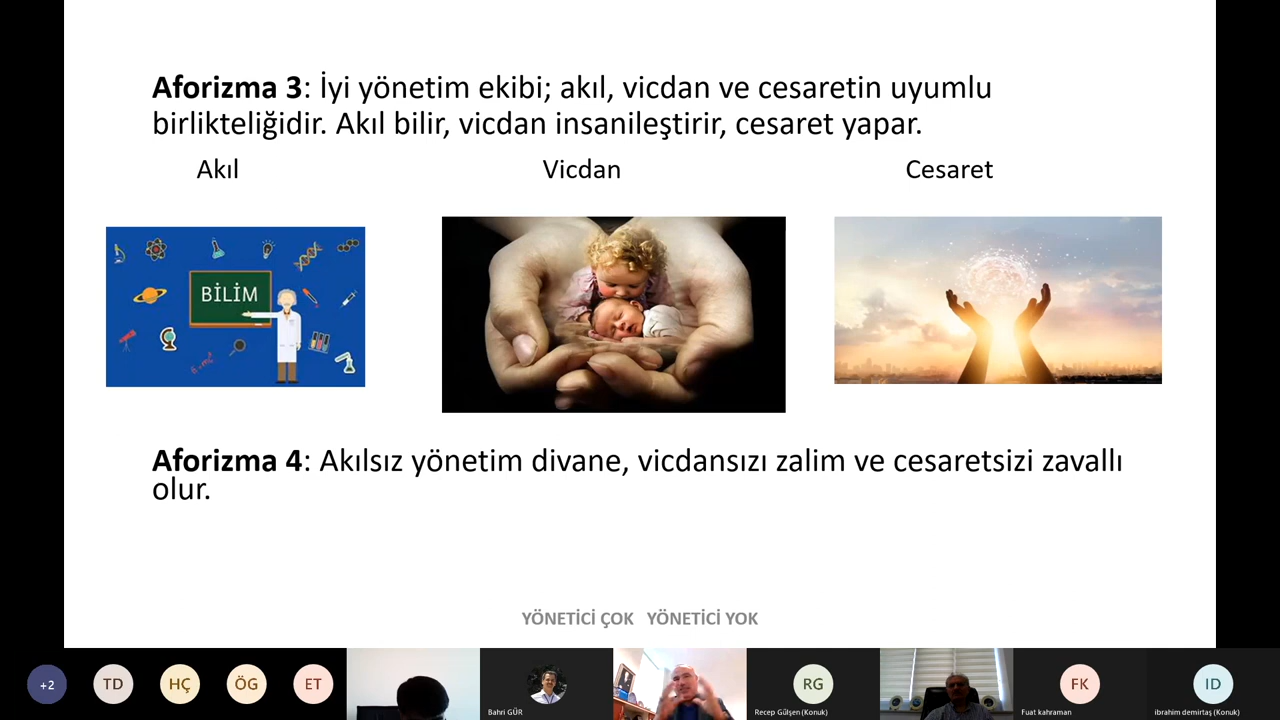 Aforizma 3: İyi yönetim ekibi; akıl, vicdan ve cesaretin uyumlu
birlikteliğidir. Akıl bilir, vicdan insanileştirir, cesaret yapar.
Akıl Vicdan Cesaret
BİLİM
Aforizma 4: Akılsız yönetim divane, vicdansızı zalim ve cesaretsizi zavallı
olur.
YÖNETİCİ ÇOK YÖNETİCİ YOK
+2 TD HÇ ÖG ET RG FK ID
Bahri GÜR Recep Gülşen (Konuk) Fuat kahraman ibrahim demirtaş (Konuk)